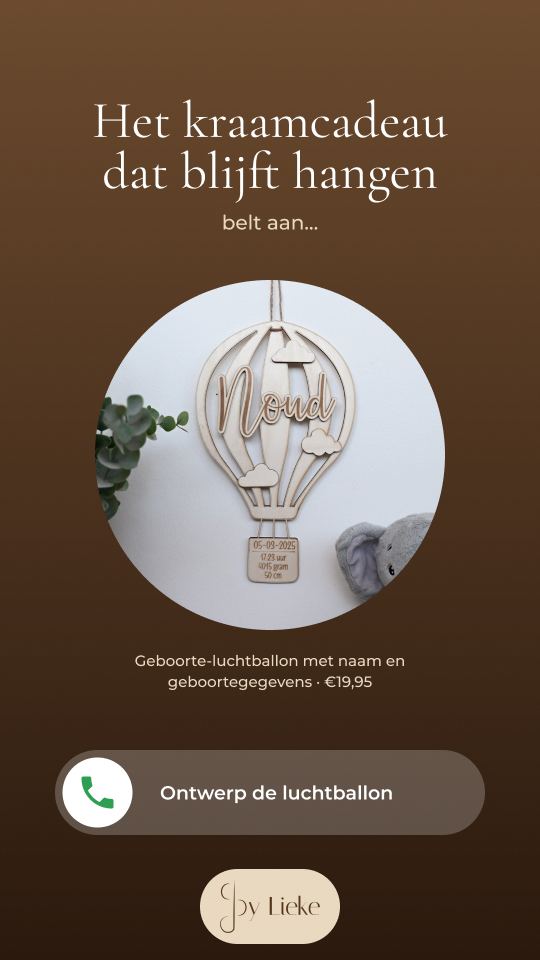 Het kraamcadeau
dat blijft hangen
belt aan...
Noud
05-03-2025
17.23 uur
4015 gram
50 cm
Geboorte-luchtballon met naam en
geboortegegevens · €19,95
Ontwerp de luchtballon
Joy Lieke